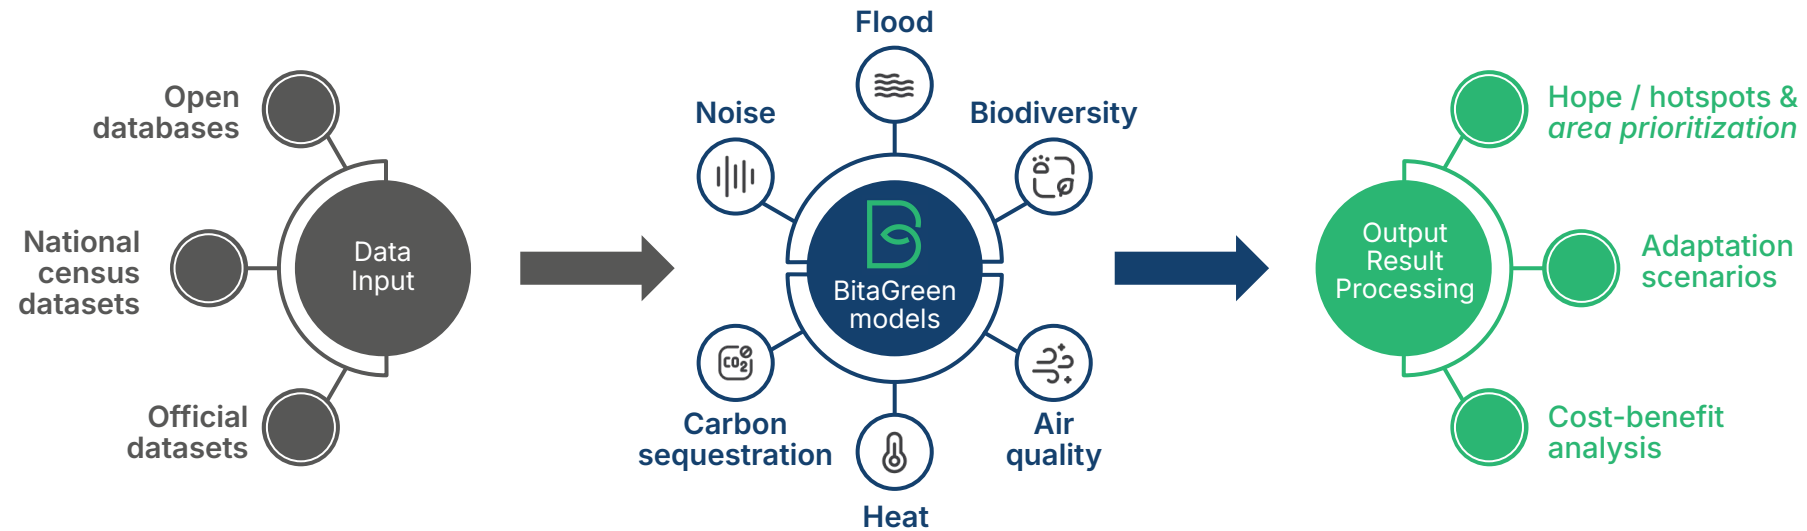 Open
databases
National
census
datasets
Official
datasets
Data
Input
Flood
Noise
Biodiversity
BitaGreen
models
CO2
Carbon
sequestration
Air
quality
Heat
Output
Result
Processing
Hope / hotspots &
area prioritization
Adaptation
scenarios
Cost-benefit
analysis